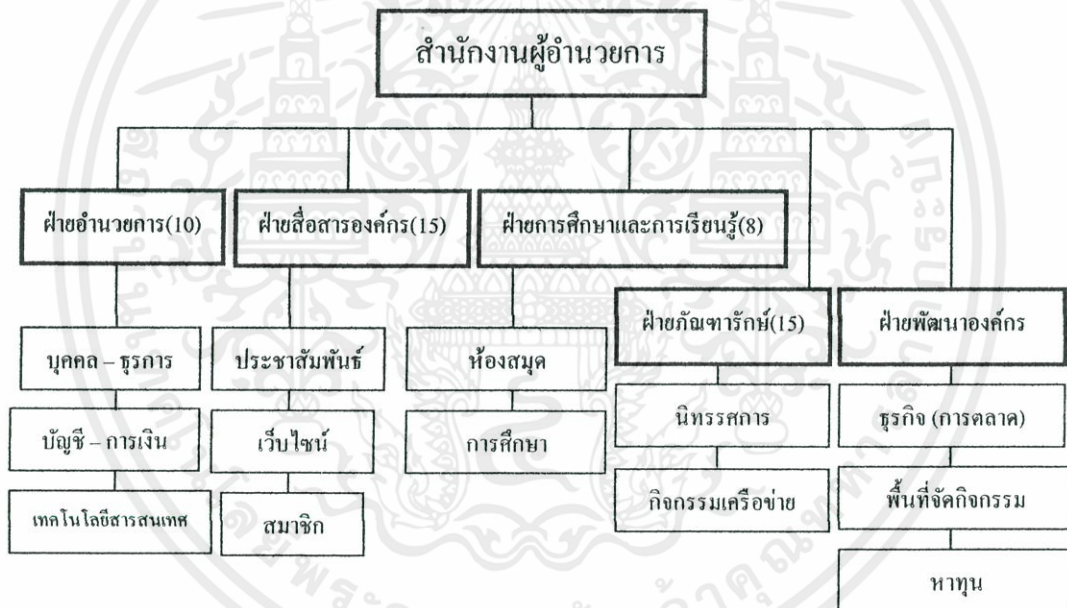 สำนักงานผู้อำนวยการ
ฝ่ายอำนวยการ(10)
ฝ่ายสื่อสารองค์กร(15)
ฝ่ายการศึกษาและการเรียนรู้(8)
ฝ่ายภัณฑารักษ์(15)
ฝ่ายพัฒนาองค์กร
บุคคล – ธุรการ
ประชาสัมพันธ์
ห้องสมุด
นิทรรศการ
ธุรกิจ (การตลาด)
บัญชี – การเงิน
เว็บไซน์
การศึกษา
กิจกรรมเครือข่าย
พื้นที่จัดกิจกรรม
เทคโนโลยีสารสนเทศ
สมาชิก
หาทุน